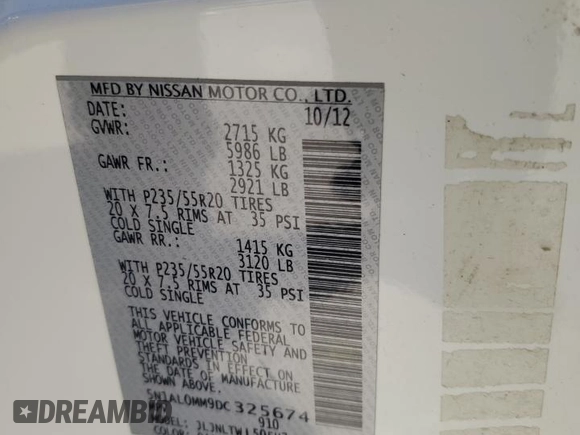 MFD BY NISSAN MOTOR CO., LTD.
DATE: 10/12
GVWR: 2715 KG
5986 LB
GAWR FR.: 1325 KG
2921 LB
WITH P235/55R20 TIRES
20 X 7.5 RIMS AT 35 PSI
COLD SINGLE
GAWR RR.: 1415 KG
3120 LB
WITH P235/55R20 TIRES
20 X 7.5 RIMS AT 35 PSI
COLD SINGLE
THIS VEHICLE CONFORMS TO
ALL APPLICABLE FEDERAL
MOTOR VEHICLE SAFETY AND
THEFT PREVENTION
STANDARDS IN EFFECT ON
THE DATE OF MANUFACTURE
SHOWN ABOVE.
5N1AL0MM9DC325674
910
MODEL:
DREAMBID